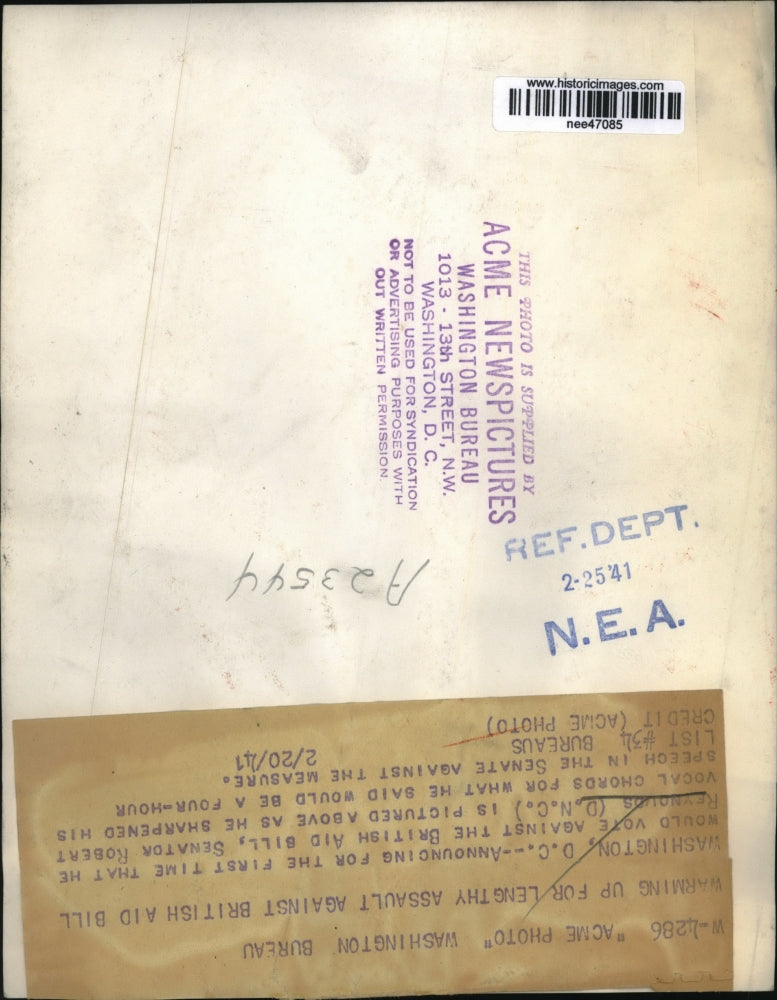 www.historicimages.com
nee47085
THIS PHOTO IS SUPPLIED BY
ACME NEWSPICTURES
WASHINGTON BUREAU
1013 - 13th STREET, N.W.
WASHINGTON, D. C.
NOT TO BE USED FOR SYNDICATION
OR ADVERTISING PURPOSES WITH
OUT WRITTEN PERMISSION
REF. DEPT.
2-25'41
N.E.A.
A23544
W-4286 "ACME PHOTO" WASHINGTON BUREAU
WARMING UP FOR LENGTHY ASSAULT AGAINST BRITISH AID BILL
WASHINGTON, D.C.--ANNOUNCING FOR THE FIRST TIME THAT HE
WOULD VOTE AGAINST THE BRITISH AID BILL, SENATOR ROBERT
REYNOLDS (D.N.C.) IS PICTURED ABOVE AS HE SHARPENED HIS
VOCAL CHORDS FOR WHAT HE SAID WOULD BE A FOUR-HOUR
SPEECH IN THE SENATE AGAINST THE MEASURE.
LIST #34 BUREAUS 2/20/41
CREDIT (ACME PHOTO)